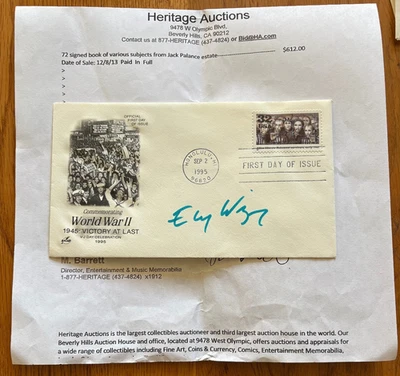 Heritage Auctions
9478 W Olympic Blvd,
Beverly Hills, CA 90212
Contact us at 877-HERITAGE (437-4824) or Bid@HA.com
72 signed book of various subjects from Jack Palance estate $612.00
Date of Sale: 12/8/13 Paid In Full
>
>
>
>
>
OFFICIAL
FIRST DAY
OF ISSUE
Commemorating
World War II
1945: VICTORY AT LAST
V-J DAY CELEBRATION
1995
HONOLULU HI
SEP 2
1995
96820
FIRST DAY OF ISSUE
M. Barrett
Director, Entertainment & Music Memorabilia
1-877-HERITAGE (437-4824) x1012
Heritage Auctions is the largest collectibles auctioneer and third largest auction house in the world. Our
Beverly Hills Auction House and office, located at 9478 West Olympic, offers auctions and appraisals for
a wide range of collectibles including Fine Art, Coins & Currency, Comics, Entertainment Memorabilia,